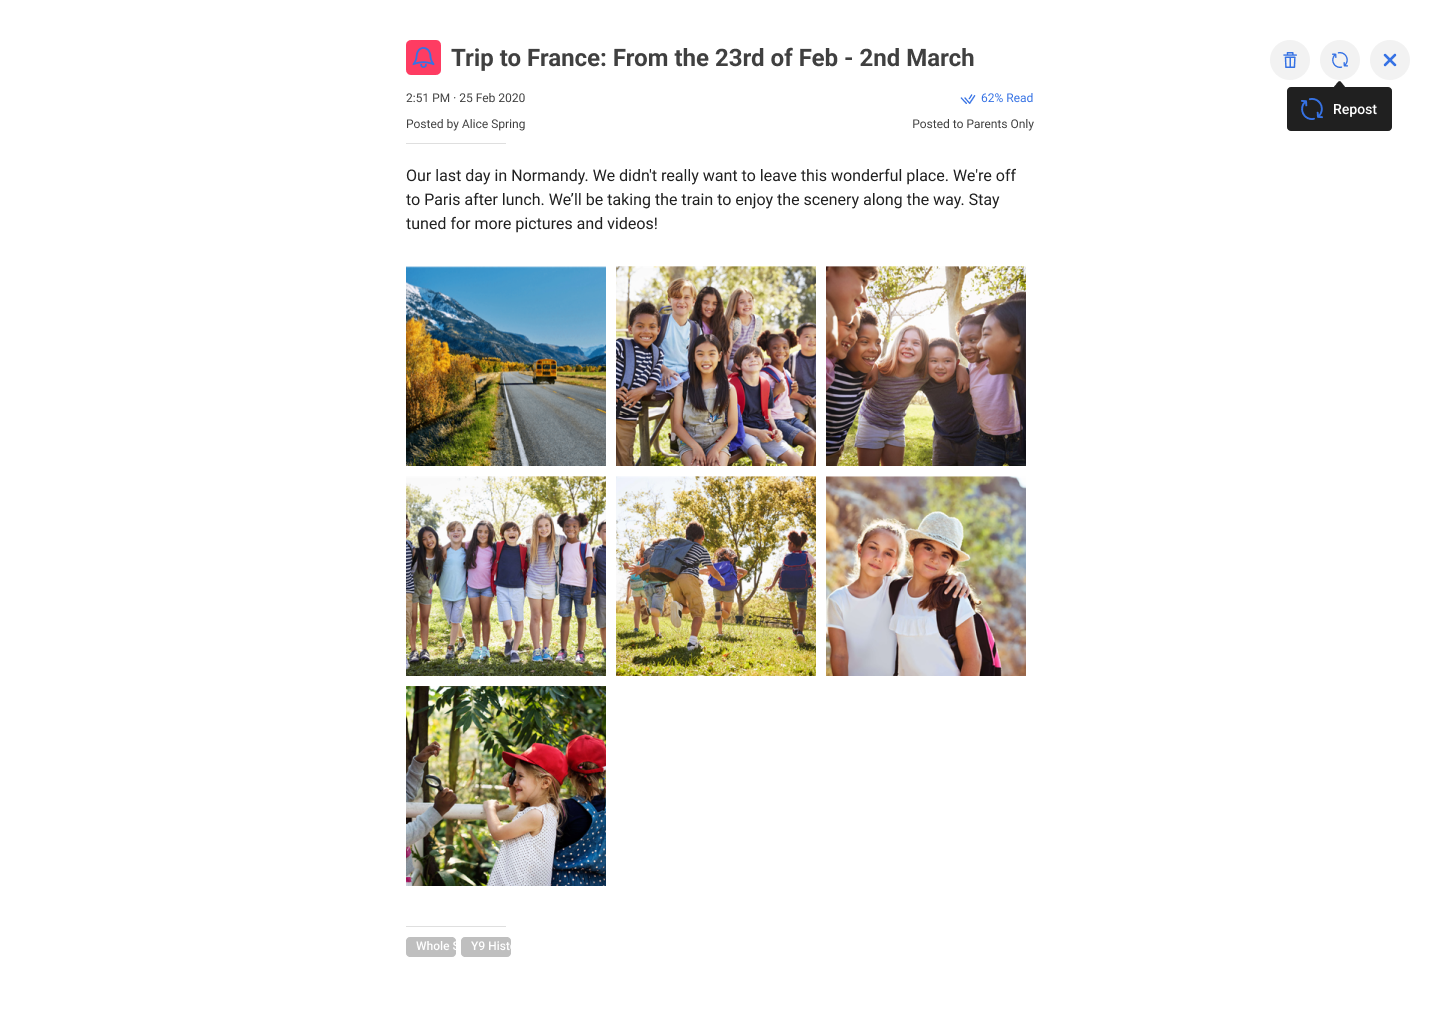 Trip to France: From the 23rd of Feb - 2nd March
2:51 PM · 25 Feb 2020
62% Read
Posted by Alice Spring
Posted to Parents Only
Repost
Our last day in Normandy. We didn't really want to leave this wonderful place. We're off
to Paris after lunch. We’ll be taking the train to enjoy the scenery along the way. Stay
tuned for more pictures and videos!
Whole
Y9 Hist